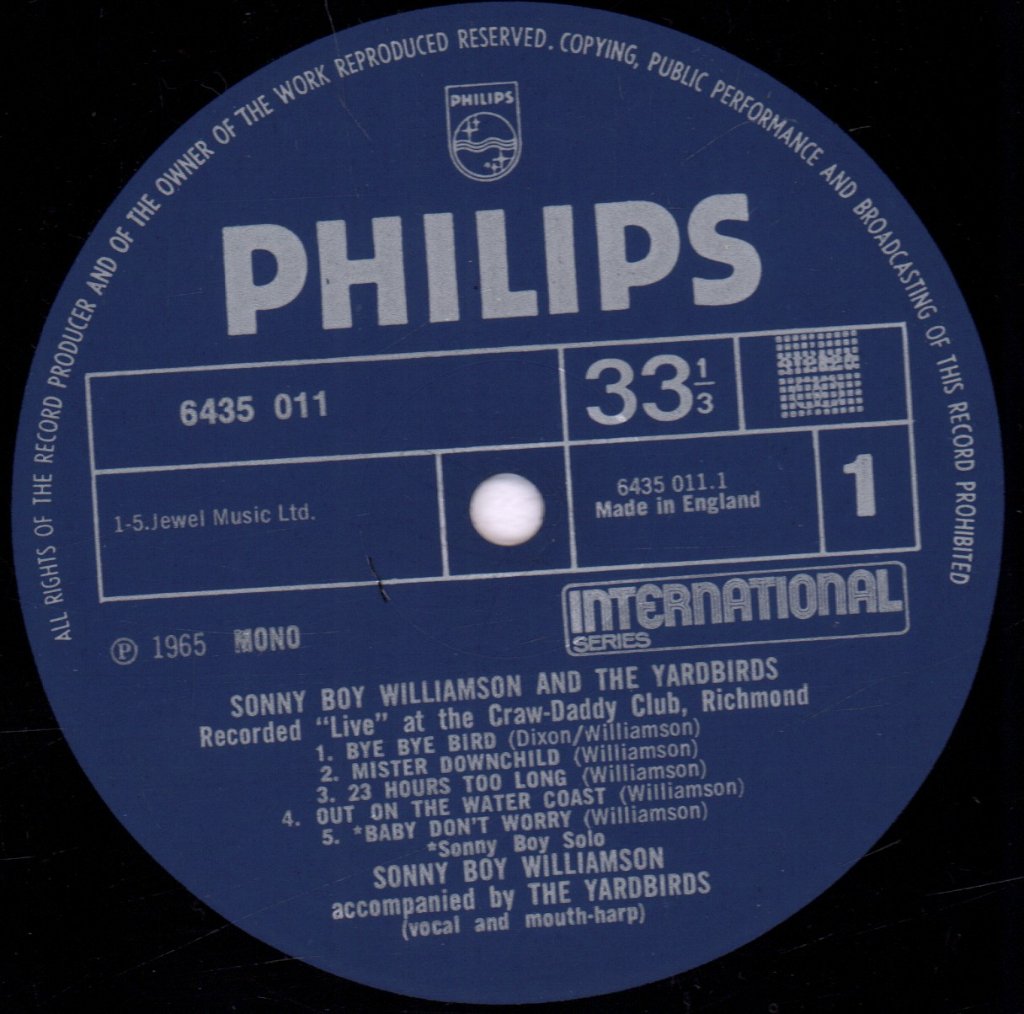 ALL RIGHTS OF THE RECORD PRODUCER AND OF THE OWNER OF THE WORK REPRODUCED RESERVED. COPYING, PUBLIC PERFORMANCE AND BROADCASTING OF THIS RECORD PROHIBITED
PHILIPS
PHILIPS
6435 011
33 1/3
1-5.Jewel Music Ltd.
6435 011.1
Made in England
1
INTERNATIONAL
SERIES
Ⓟ 1965 MONO
SONNY BOY WILLIAMSON AND THE YARDBIRDS
Recorded "Live" at the Craw-Daddy Club, Richmond
1. BYE BYE BIRD (Dixon/Williamson)
2. MISTER DOWNCHILD (Williamson)
3. 23 HOURS TOO LONG (Williamson)
4. OUT ON THE WATER COAST (Williamson)
5. *BABY DON'T WORRY (Williamson)
*Sonny Boy Solo
SONNY BOY WILLIAMSON
accompanied by THE YARDBIRDS
(vocal and mouth-harp)